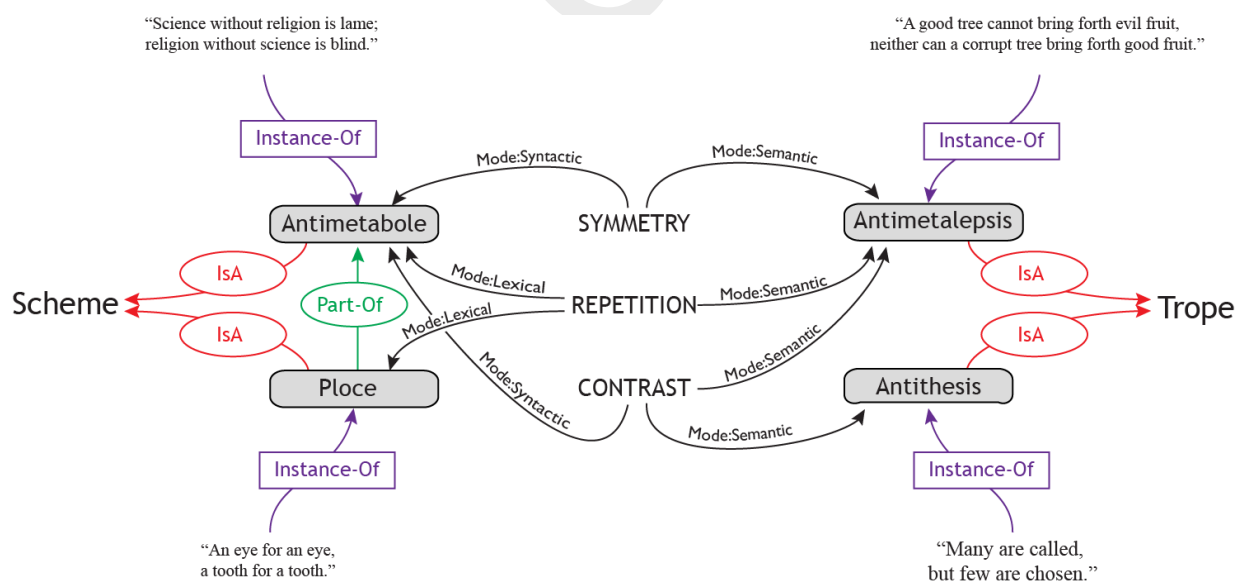 “Science without religion is lame;
religion without science is blind.”
“A good tree cannot bring forth evil fruit,
neither can a corrupt tree bring forth good fruit.”
Instance-Of
Instance-Of
Mode:Syntactic
Mode:Semantic
Antimetabole
SYMMETRY
Antimetalepsis
IsA
Mode:Lexical
IsA
Scheme
Part-Of
REPETITION
Mode:Semantic
Trope
IsA
Mode:Lexical
IsA
Mode:Semantic
Ploce
Mode:Syntactic
CONTRAST
Antithesis
Mode:Semantic
Instance-Of
Instance-Of
“An eye for an eye,
a tooth for a tooth.”
“Many are called,
but few are chosen.”